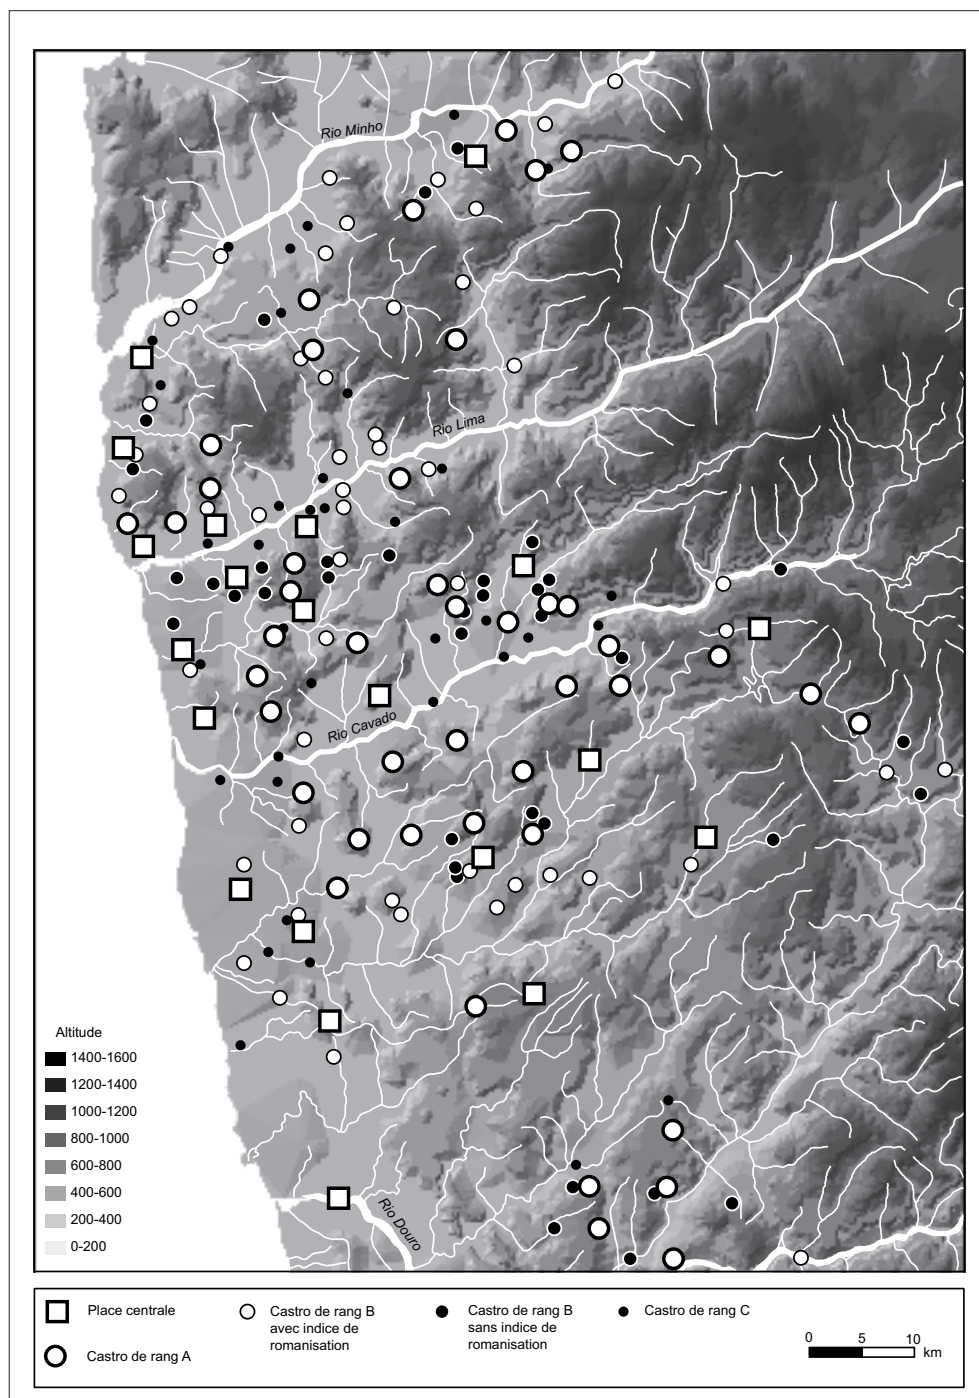 Rio Minho
Rio Lima
Rio Cavado
Rio Douro
Altitude
1400-1600
1200-1400
1000-1200
800-1000
600-800
400-600
200-400
0-200
Place centrale
Castro de rang A
Castro de rang B
avec indice de
romanisation
Castro de rang B
sans indice de
romanisation
Castro de rang C
0 5 10
km